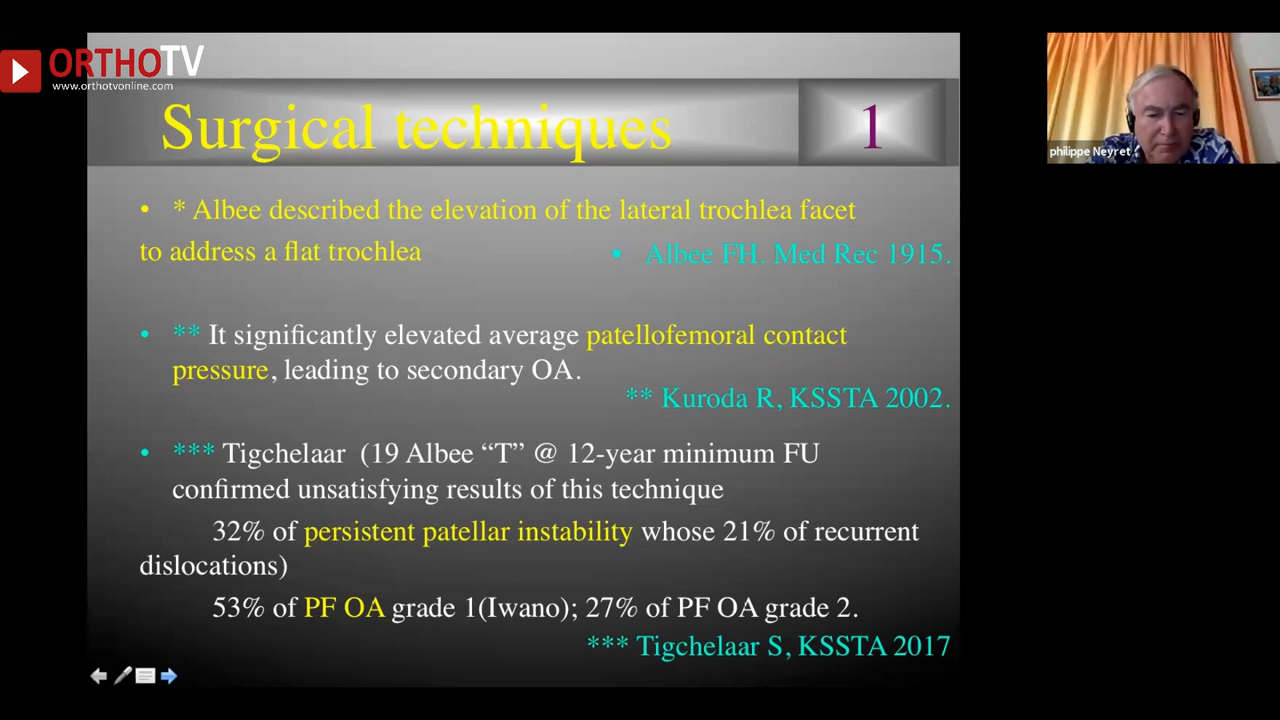 ORTHOTV
www.orthotvonline.com
Surgical techniques
1
philippe Neyret
• * Albee described the elevation of the lateral trochlea facet
to address a flat trochlea
• Albee FH. Med Rec 1915.
• ** It significantly elevated average patellofemoral contact
pressure, leading to secondary OA.
** Kuroda R, KSSTA 2002.
• *** Tigchelaar (19 Albee “T” @ 12-year minimum FU
confirmed unsatisfying results of this technique
32% of persistent patellar instability whose 21% of recurrent
dislocations)
53% of PF OA grade 1(Iwano); 27% of PF OA grade 2.
*** Tigchelaar S, KSSTA 2017